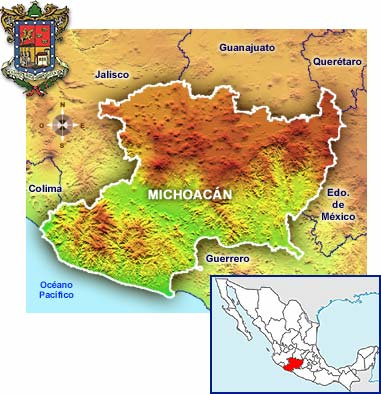 Guanajuato
Querétaro
Jalisco
N
O E
S
Colima
MICHOACÁN
Edo.
de
México
Guerrero
Océano
Pacífico